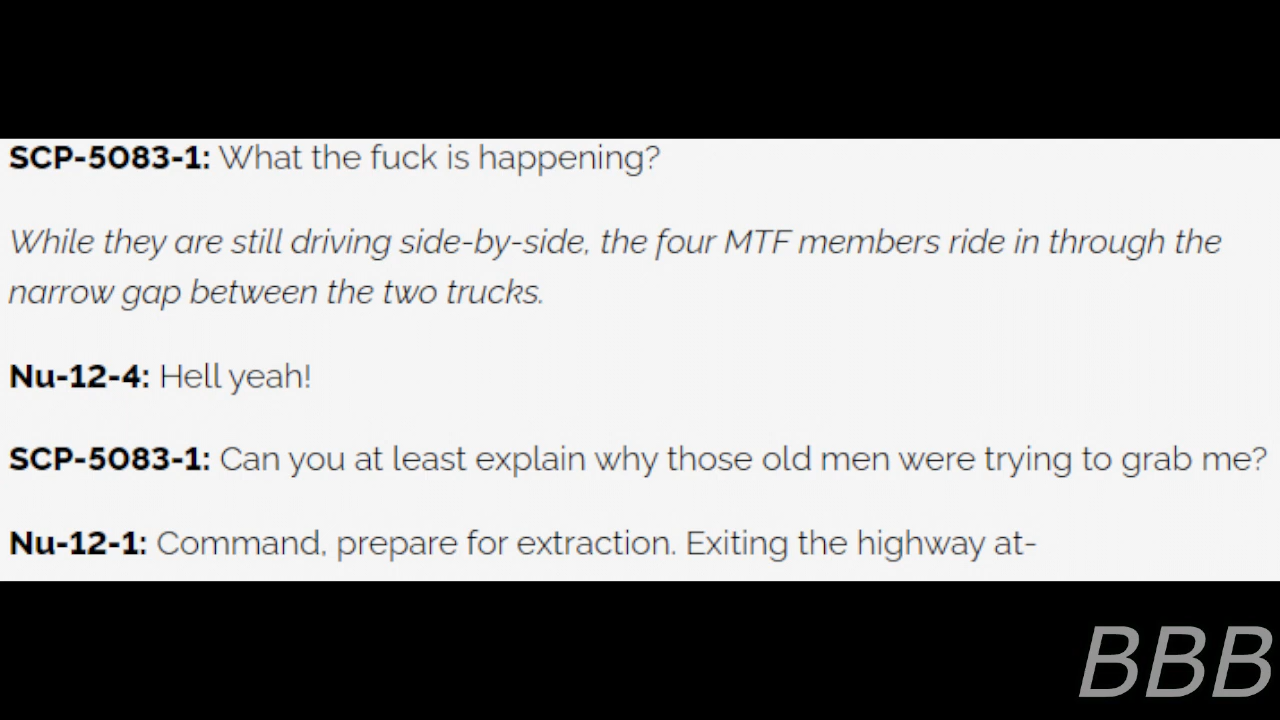 SCP-5083-1: What the fuck is happening?
While they are still driving side-by-side, the four MTF members ride in through the
narrow gap between the two trucks.
Nu-12-4: Hell yeah!
SCP-5083-1: Can you at least explain why those old men were trying to grab me?
Nu-12-1: Command, prepare for extraction. Exiting the highway at-
BBB